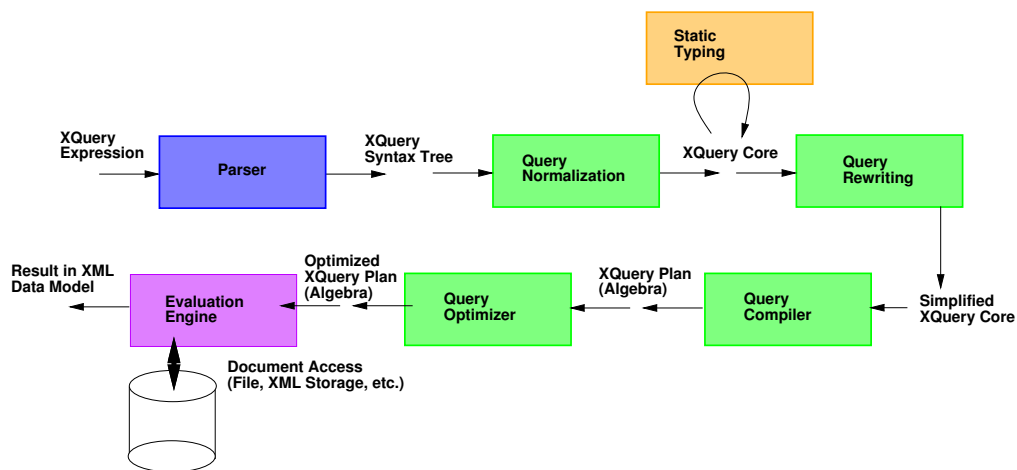 Static
Typing
XQuery
Expression
Parser
XQuery
Syntax Tree
Query
Normalization
XQuery Core
Query
Rewriting
Result in XML
Data Model
Evaluation
Engine
Optimized
XQuery Plan
(Algebra)
Query
Optimizer
XQuery Plan
(Algebra)
Query
Compiler
Simplified
XQuery Core
Document Access
(File, XML Storage, etc.)